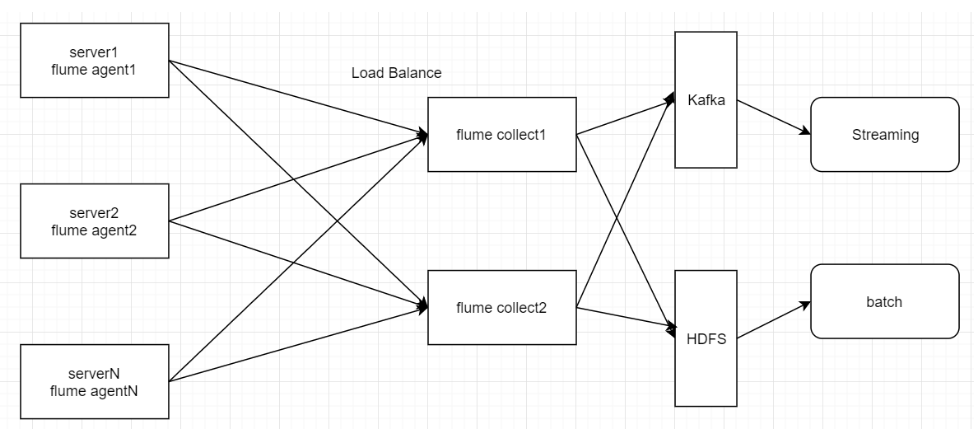 server1
flume agent1
Load Balance
Kafka
flume collect1
Streaming
server2
flume agent2
flume collect2
HDFS
batch
serverN
flume agentN